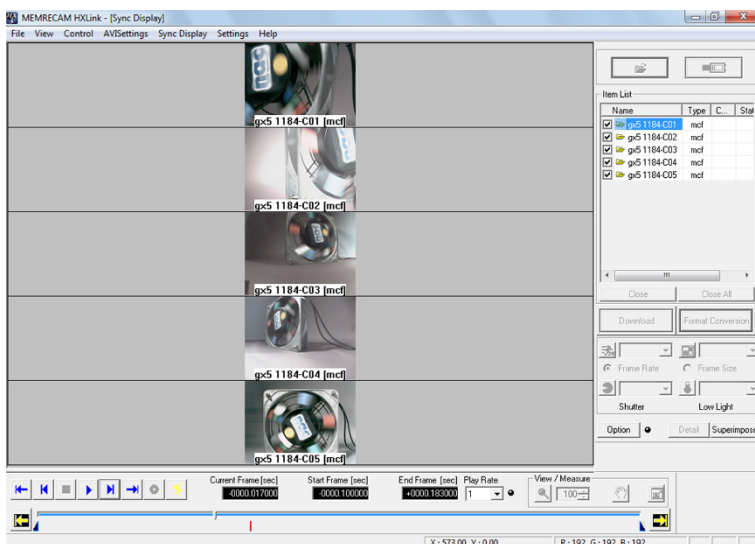 MEMRECAM HXLink - [Sync Display]
File View Control AVISettings Sync Display Settings Help
gx5 1184-C01 [mcf]
gx5 1184-C02 [mcf]
gx5 1184-C03 [mcf]
gx5 1184-C04 [mcf]
gx5 1184-C05 [mcf]
Item List
Name Type C... Stat
gx5 1184-C01 mcf
gx5 1184-C02 mcf
gx5 1184-C03 mcf
gx5 1184-C04 mcf
gx5 1184-C05 mcf
Close Close All
Download Format Conversion
Frame Rate Frame Size
Shutter Low Light
Option Detail Superimpose
Current Frame [sec] Start Frame [sec] End Frame [sec] Play Rate View / Measure
-0000.017000 -0000.100000 +0000.183000 1 100
X : 573.00, Y : 0.00 R : 192, G : 192, B : 192